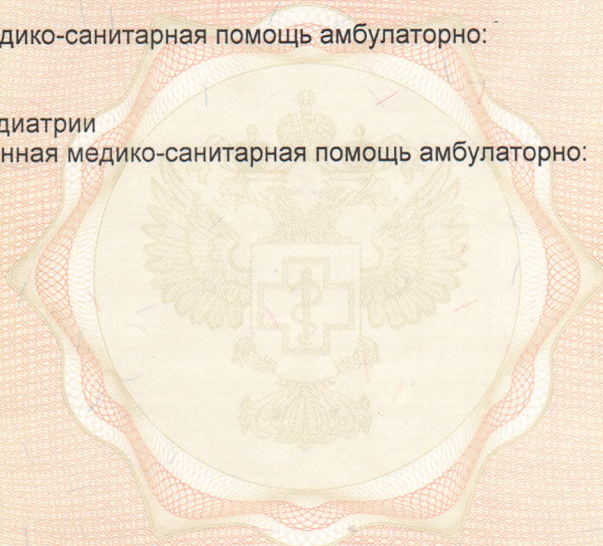 дико-санитарная помощь амбулаторно:
диатрии
нная медико-санитарная помощь амбулаторно: